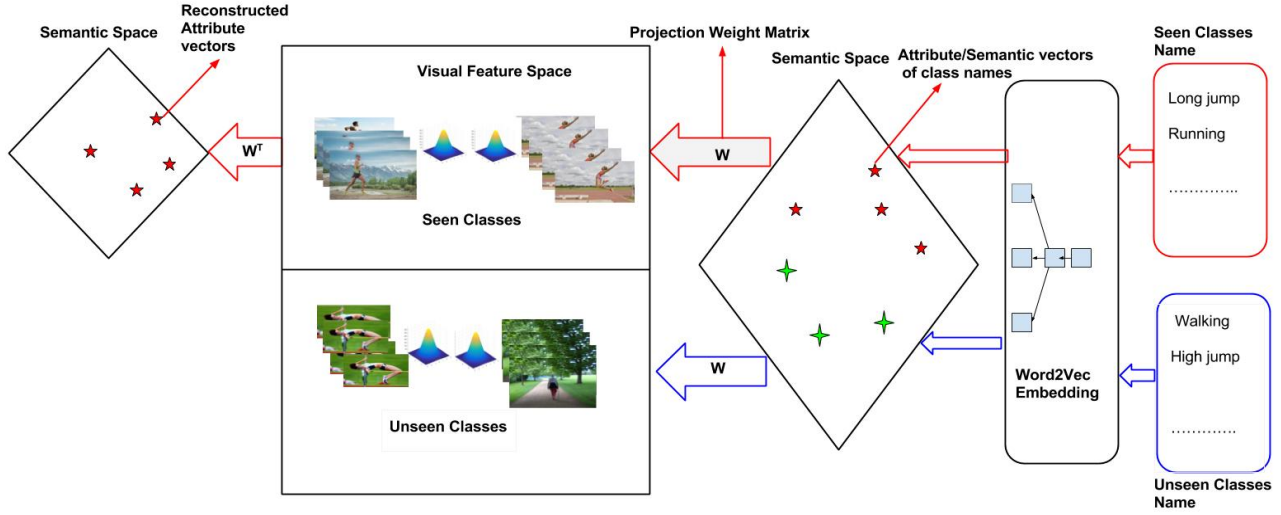 Reconstructed
Attribute
vectors
Semantic Space
Visual Feature Space
Seen Classes
Unseen Classes
W^T
Projection Weight Matrix
W
W
Semantic Space
Attribute/Semantic vectors
of class names
Word2Vec
Embedding
Seen Classes
Name
Long jump
Running
…………..
Walking
High jump
………….
Unseen Classes
Name